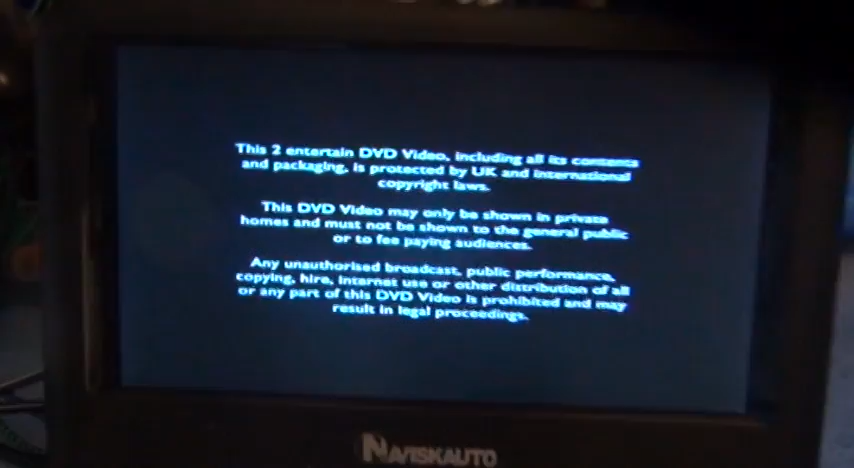 This 2 entertain DVD Video, including all its contents
and packaging, is protected by UK and international
copyright laws.
This DVD Video may only be shown in private
homes and must not be shown to the general public
or to fee paying audiences.
Any unauthorised broadcast, public performance,
copying, hire, internet use or other distribution of all
or any part of this DVD Video is prohibited and may
result in legal proceedings.
NAVISKAUTO